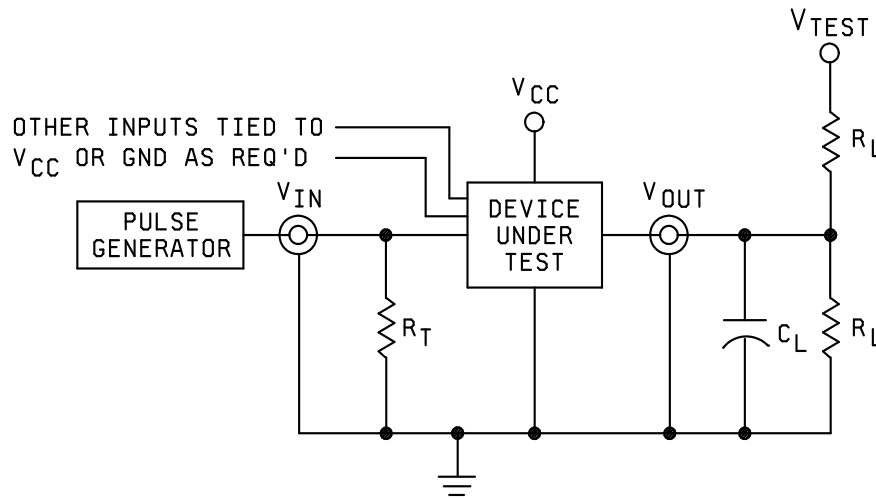 V_TEST
V_CC
OTHER INPUTS TIED TO
V_CC OR GND AS REQ'D
R_L
V_IN
V_OUT
PULSE
GENERATOR
DEVICE
UNDER
TEST
R_T
C_L
R_L